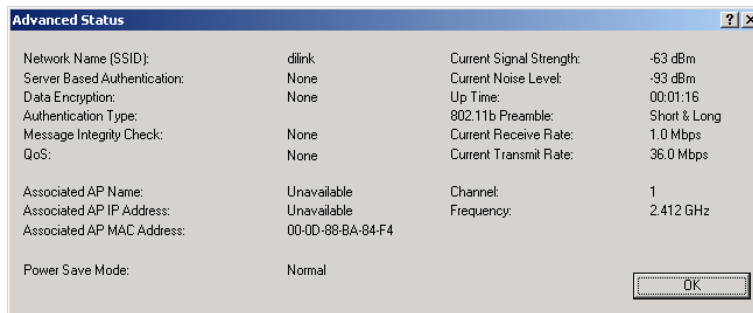 Advanced Status
Network Name (SSID): dilink Current Signal Strength: -63 dBm
Server Based Authentication: None Current Noise Level: -93 dBm
Data Encryption: None Up Time: 00:01:16
Authentication Type: 802.11b Preamble: Short & Long
Message Integrity Check: None Current Receive Rate: 1.0 Mbps
QoS: None Current Transmit Rate: 36.0 Mbps
Associated AP Name: Unavailable Channel: 1
Associated AP IP Address: Unavailable Frequency: 2.412 GHz
Associated AP MAC Address: 00-0D-88-BA-84-F4
Power Save Mode: Normal
OK